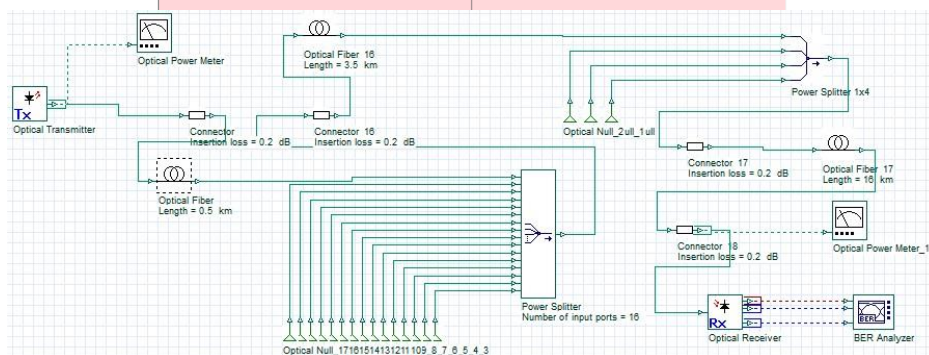 Optical Power Meter
Tx
Optical Transmitter
Connector
Insertion loss = 0.2 dB
Optical Fiber 16
Length = 3.5 km
Connector 16
Insertion loss = 0.2 dB
Optical Fiber
Length = 0.5 km
Power Splitter 1x4
Optical Null_2ull_1ull
Connector 17
Insertion loss = 0.2 dB
Optical Fiber 17
Length = 16 km
Connector 18
Insertion loss = 0.2 dB
Optical Power Meter_1
Power Splitter
Number of input ports = 16
Rx
Optical Receiver
BER
BER Analyzer
Optical Null_171615141312111109_8_7_6_5_4_3